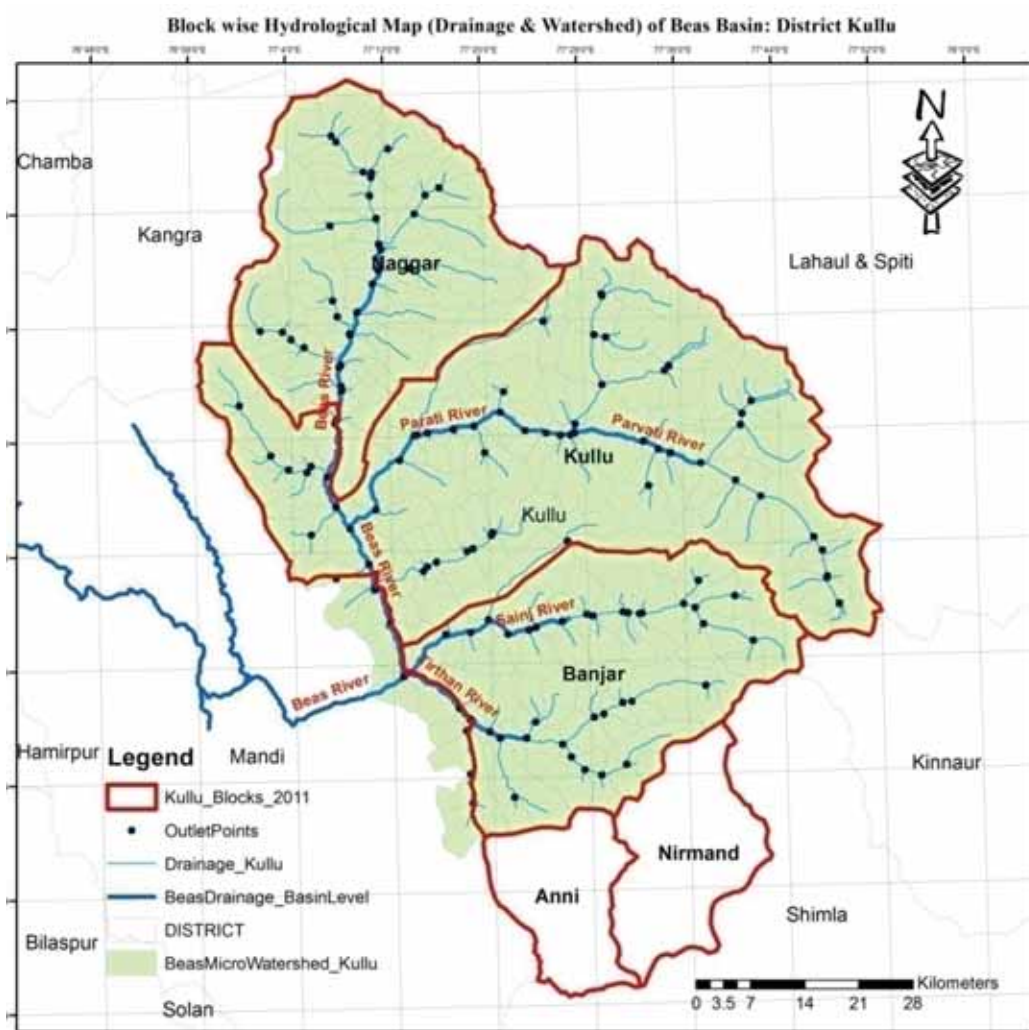 Block wise Hydrological Map (Drainage & Watershed) of Beas Basin: District Kullu
N
Chamba
Kangra
Lahaul & Spiti
Naggar
Beas River
Parati River
Parvati River
Kullu
Kullu
Beas River
Sainj River
Banjar
Tirthan River
Beas River
Hamirpur
Mandi
Kinnaur
Legend
Kullu_Blocks_2011
OutletPoints
Drainage_Kullu
BeasDrainage_BasinLevel
DISTRICT
BeasMicroWatershed_Kullu
Nirmand
Anni
Shimla
Bilaspur
Solan
Kilometers
0 3.5 7 14 21 28